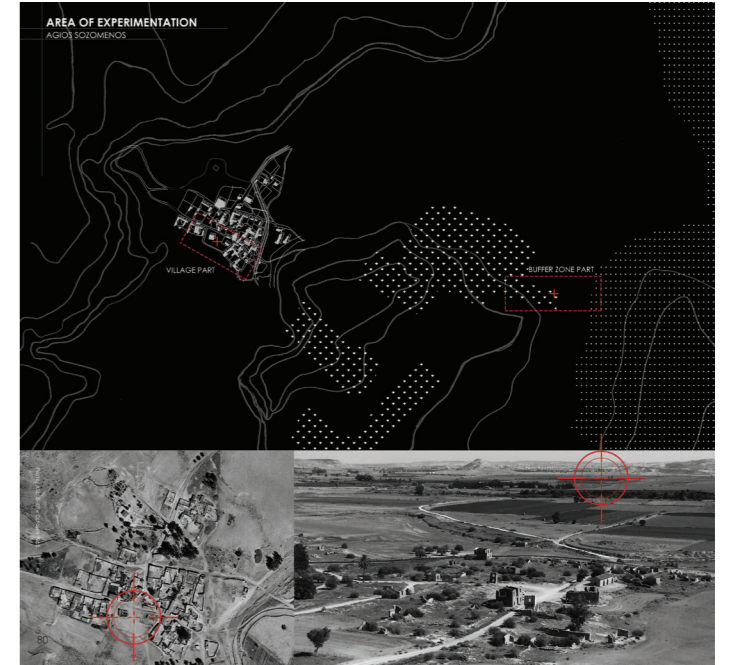 AREA OF EXPERIMENTATION
AGIOS SOZOMENOS
VILLAGE PART
BUFFER ZONE PART
80